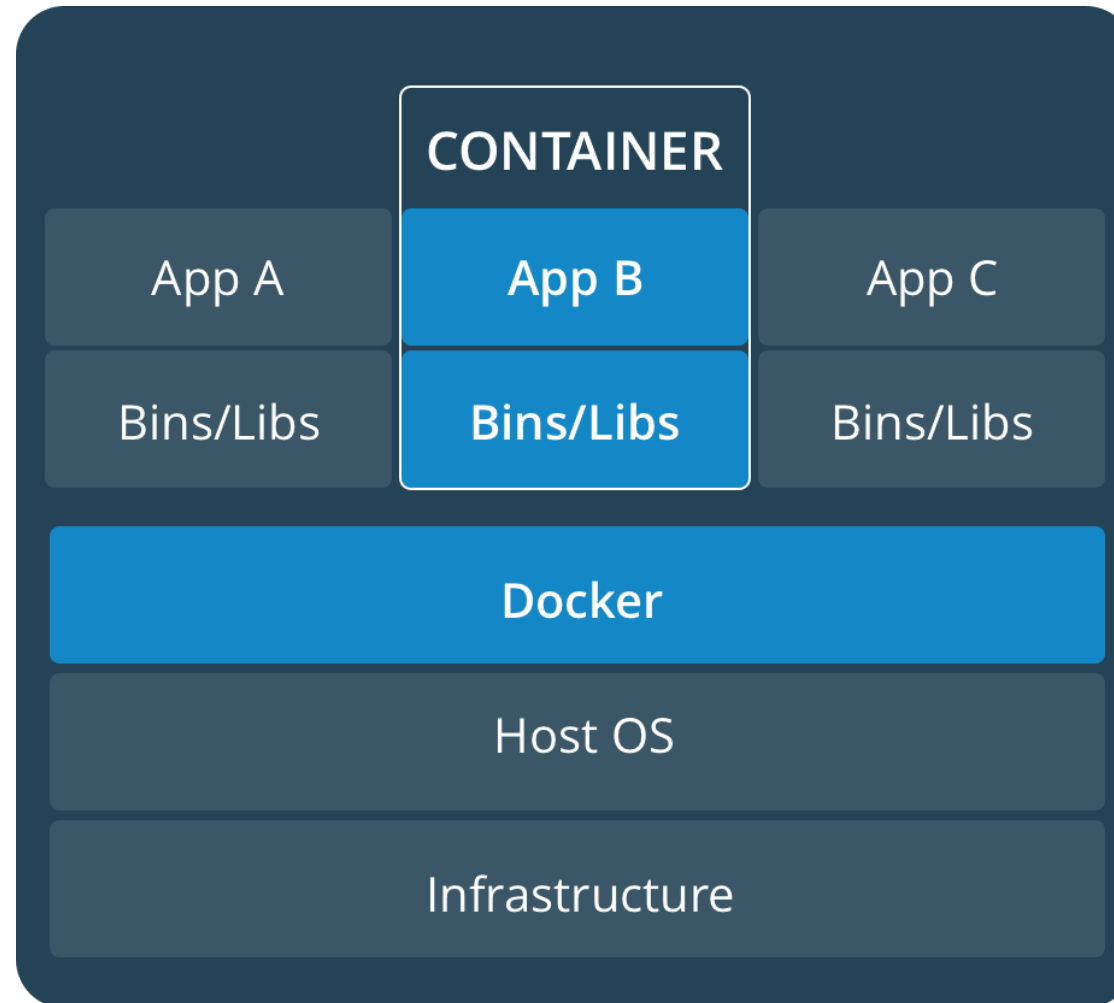 CONTAINER
App A
App B
App C
Bins/Libs
Bins/Libs
Bins/Libs
Docker
Host OS
Infrastructure